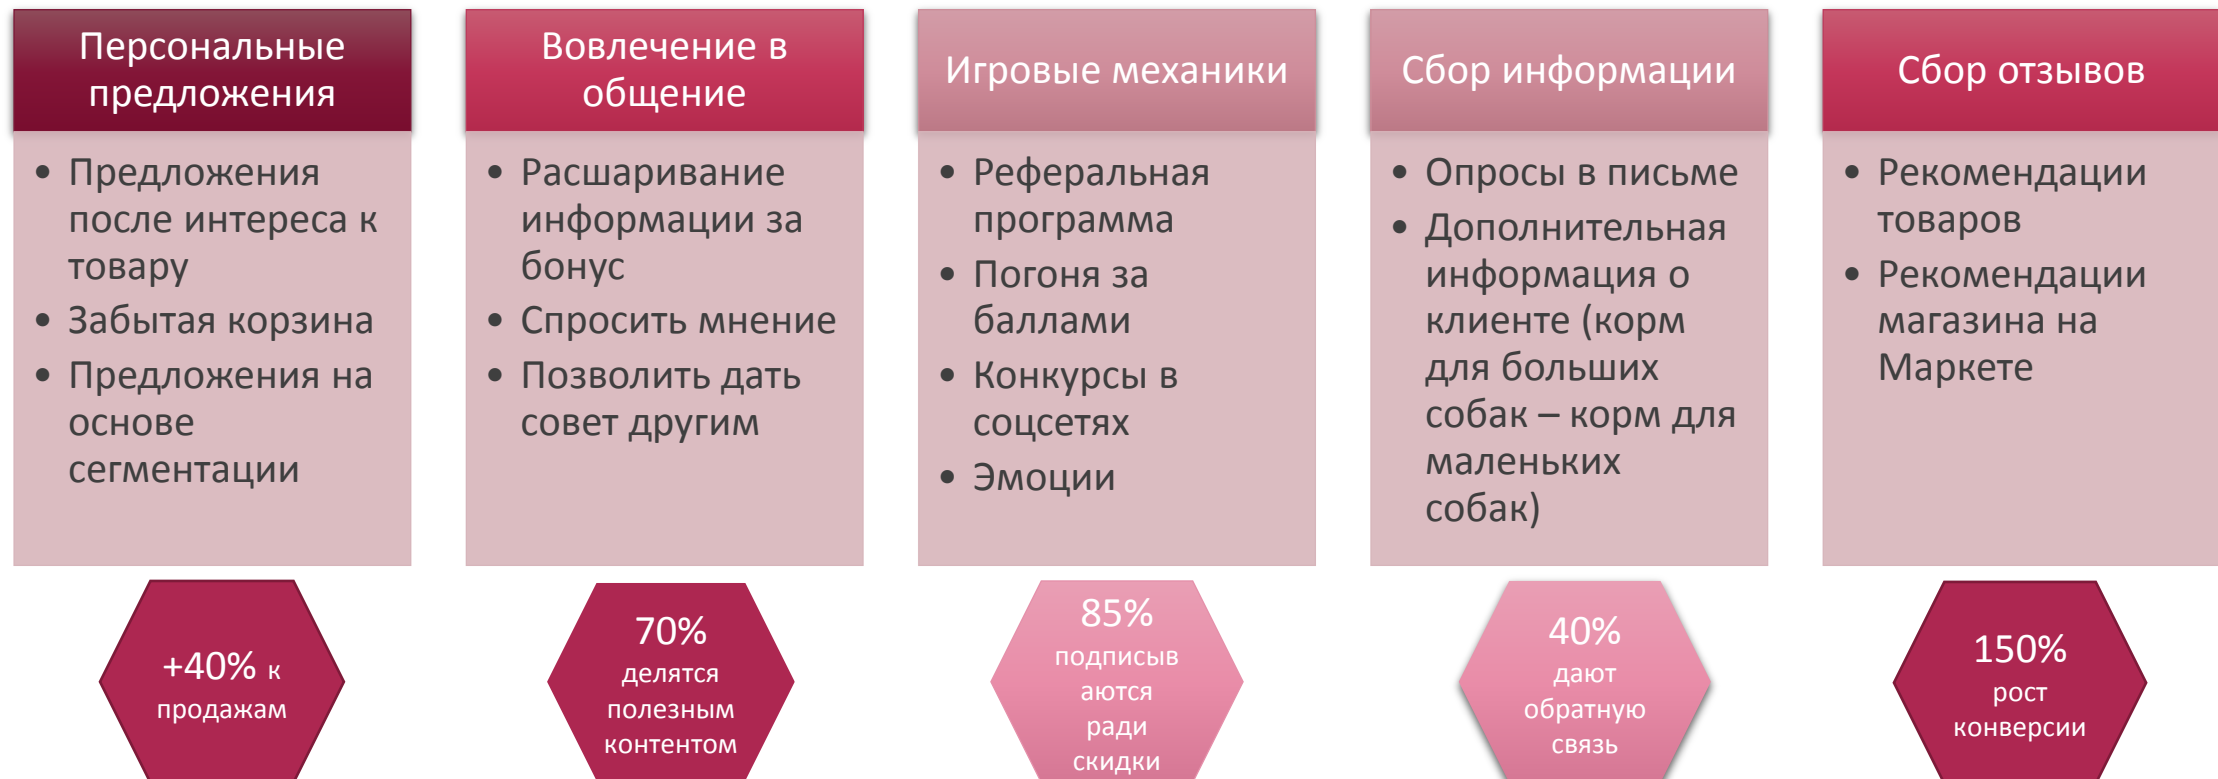 Персональные
предложения
• Предложения
после интереса к
товару
• Забытая корзина
• Предложения на
основе
сегментации
+40% к
продажам
Вовлечение в
общение
• Расшаривание
информации за
бонус
• Спросить мнение
• Позволить дать
совет другим
70%
делятся
полезным
контентом
Игровые механики
• Реферальная
программа
• Погоня за
баллами
• Конкурсы в
соцсетях
• Эмоции
85%
подписыв
аются
ради
скидки
Сбор информации
• Опросы в письме
• Дополнительная
информация о
клиенте (корм
для больших
собак – корм для
маленьких
собак)
40%
дают
обратную
связь
Сбор отзывов
• Рекомендации
товаров
• Рекомендации
магазина на
Маркете
150%
рост
конверсии